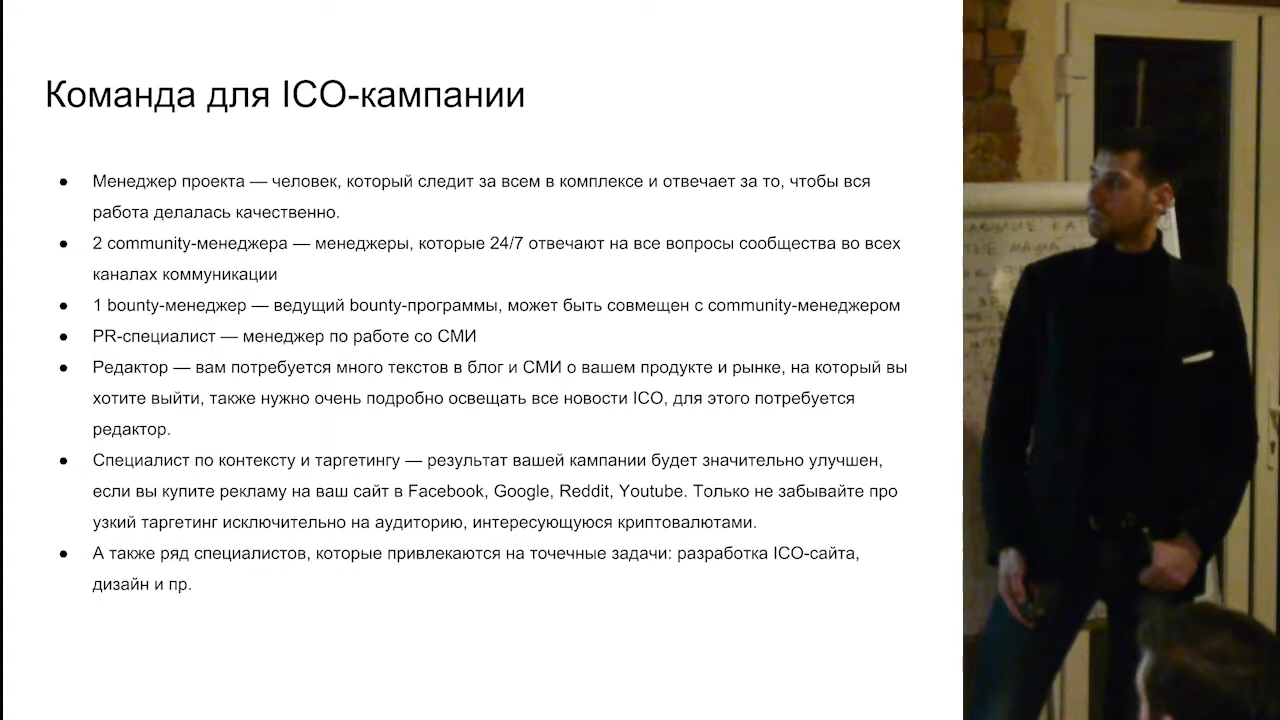 Команда для ICO-кампании
● Менеджер проекта — человек, который следит за всем в комплексе и отвечает за то, чтобы вся
работа делалась качественно.
● 2 community-менеджера — менеджеры, которые 24/7 отвечают на все вопросы сообщества во всех
каналах коммуникации
● 1 bounty-менеджер — ведущий bounty-программы, может быть совмещен с community-менеджером
● PR-специалист — менеджер по работе со СМИ
● Редактор — вам потребуется много текстов в блог и СМИ о вашем продукте и рынке, на который вы
хотите выйти, также нужно очень подробно освещать все новости ICO, для этого потребуется
редактор.
● Специалист по контексту и таргетингу — результат вашей кампании будет значительно улучшен,
если вы купите рекламу на ваш сайт в Facebook, Google, Reddit, Youtube. Только не забывайте про
узкий таргетинг исключительно на аудиторию, интересующуюся криптовалютами.
● А также ряд специалистов, которые привлекаются на точечные задачи: разработка ICO-сайта,
дизайн и пр.